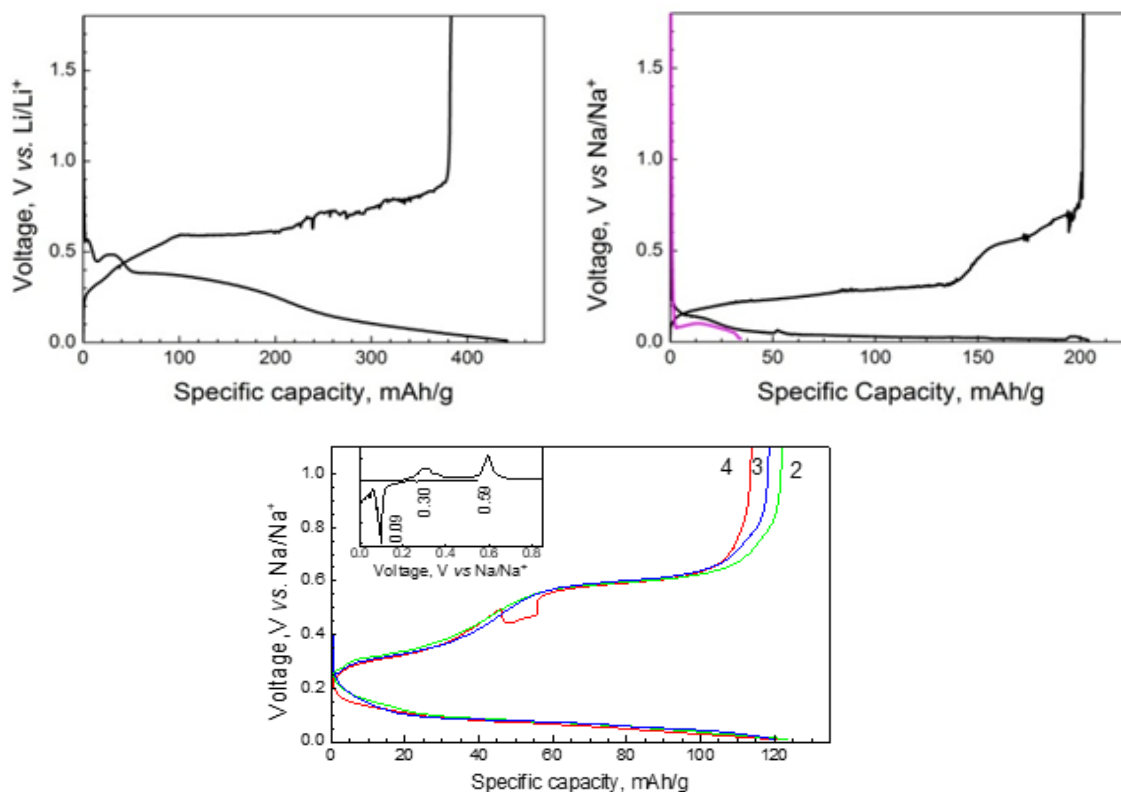 Voltage, V vs. Li/Li⁺
1.5
1.0
0.5
0.0
0 100 200 300 400
Specific capacity, mAh/g
Voltage, V vs Na/Na⁺
1.5
1.0
0.5
0.0
0 50 100 150 200
Specific Capacity, mAh/g
Voltage ,V vs. Na/Na⁺
1.0
0.8
0.6
0.4
0.2
0.0
0 20 40 60 80 100 120
Specific capacity, mAh/g
4 3 2
0.09
0.30
0.59
0.0 0.2 0.4 0.6 0.8
Voltage, V vs Na/Na⁺